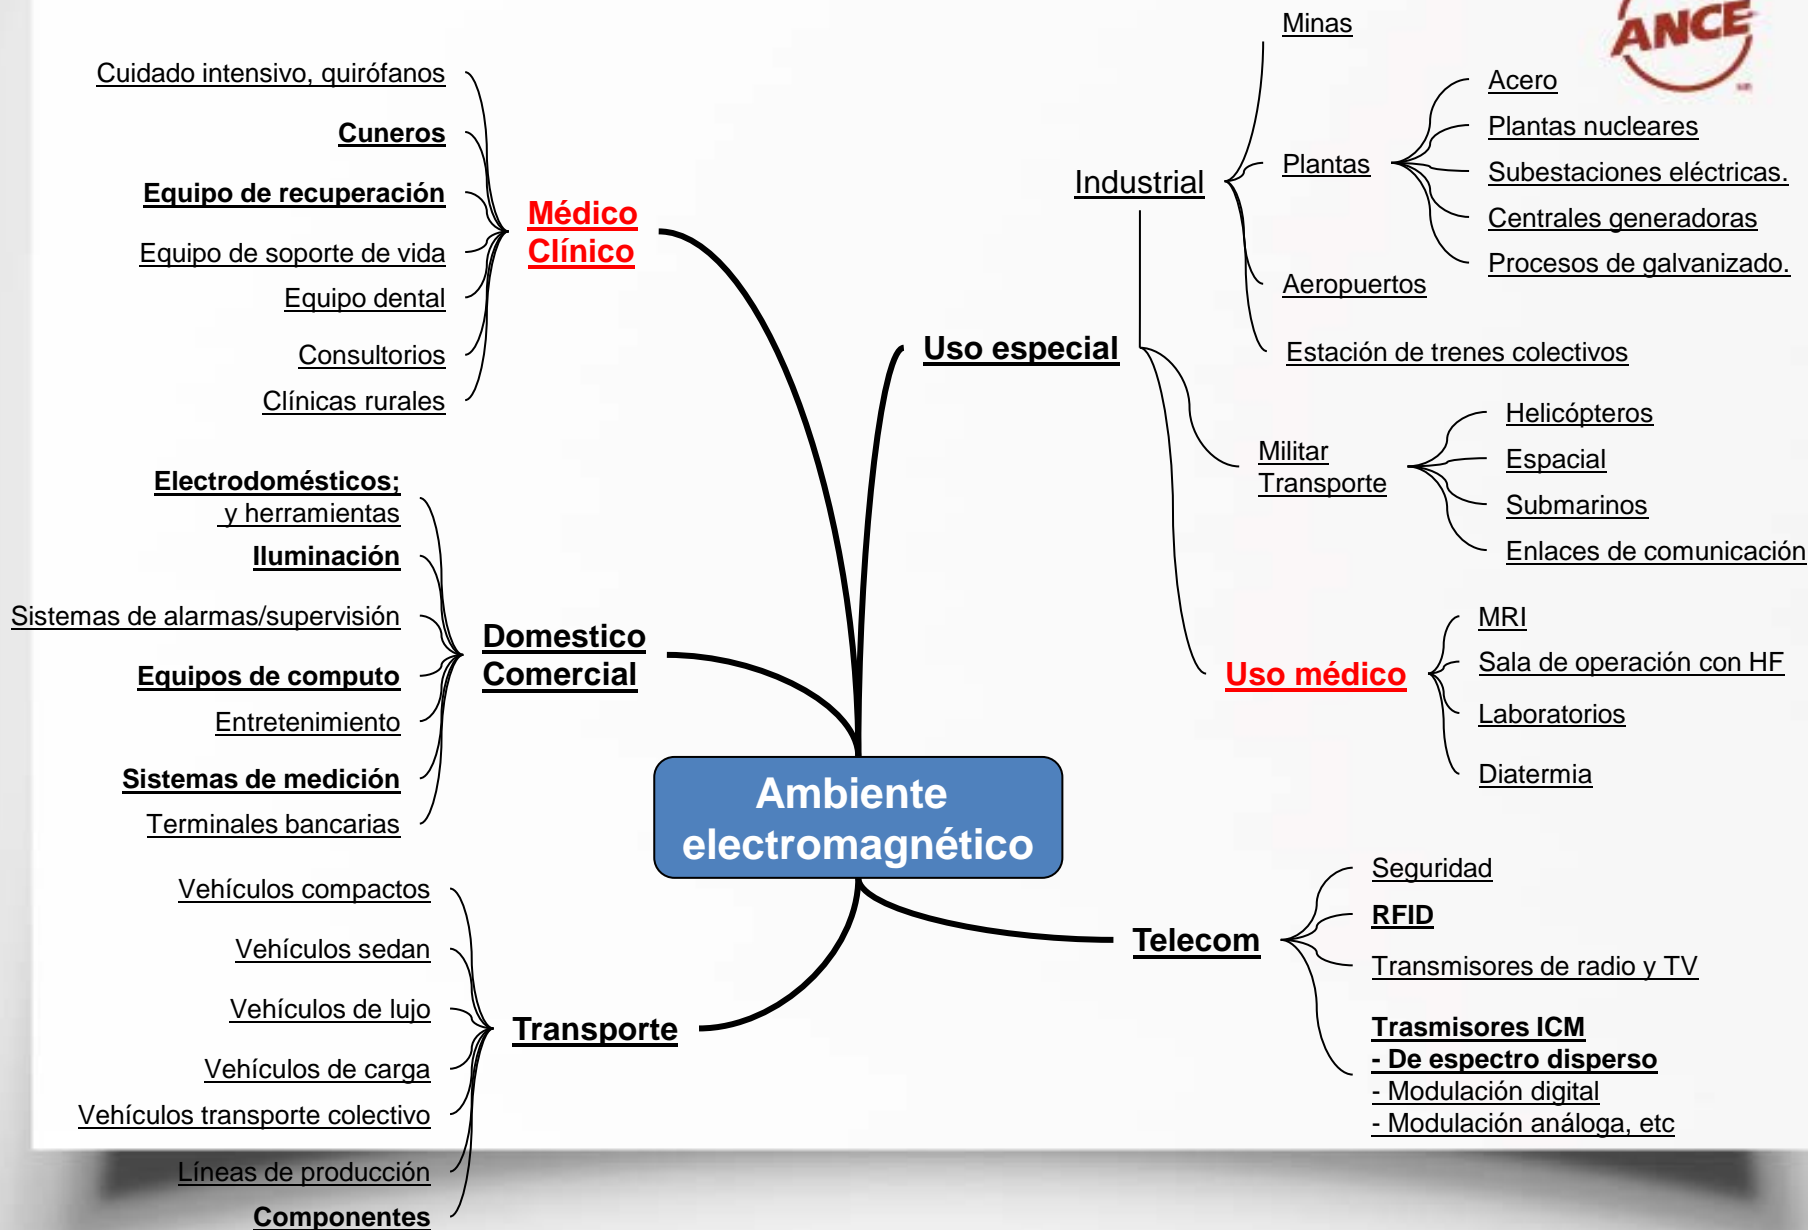 ANCE
Cuidado intensivo, quirófanos
Cuneros
Equipo de recuperación
Equipo de soporte de vida
Equipo dental
Consultorios
Clínicas rurales
Médico
Clínico
Electrodomésticos;
y herramientas
Iluminación
Sistemas de alarmas/supervisión
Equipos de computo
Entretenimiento
Sistemas de medición
Terminales bancarias
Domestico
Comercial
Vehículos compactos
Vehículos sedan
Vehículos de lujo
Vehículos de carga
Vehículos transporte colectivo
Líneas de producción
Componentes
Transporte
Ambiente
electromagnético
Uso especial
Industrial
Minas
Plantas
Acero
Plantas nucleares
Subestaciones eléctricas.
Centrales generadoras
Procesos de galvanizado.
Aeropuertos
Estación de trenes colectivos
Militar
Transporte
Helicópteros
Espacial
Submarinos
Enlaces de comunicación
Uso médico
MRI
Sala de operación con HF
Laboratorios
Diatermia
Telecom
Seguridad
RFID
Transmisores de radio y TV
Trasmisores ICM
- De espectro disperso
- Modulación digital
- Modulación análoga, etc